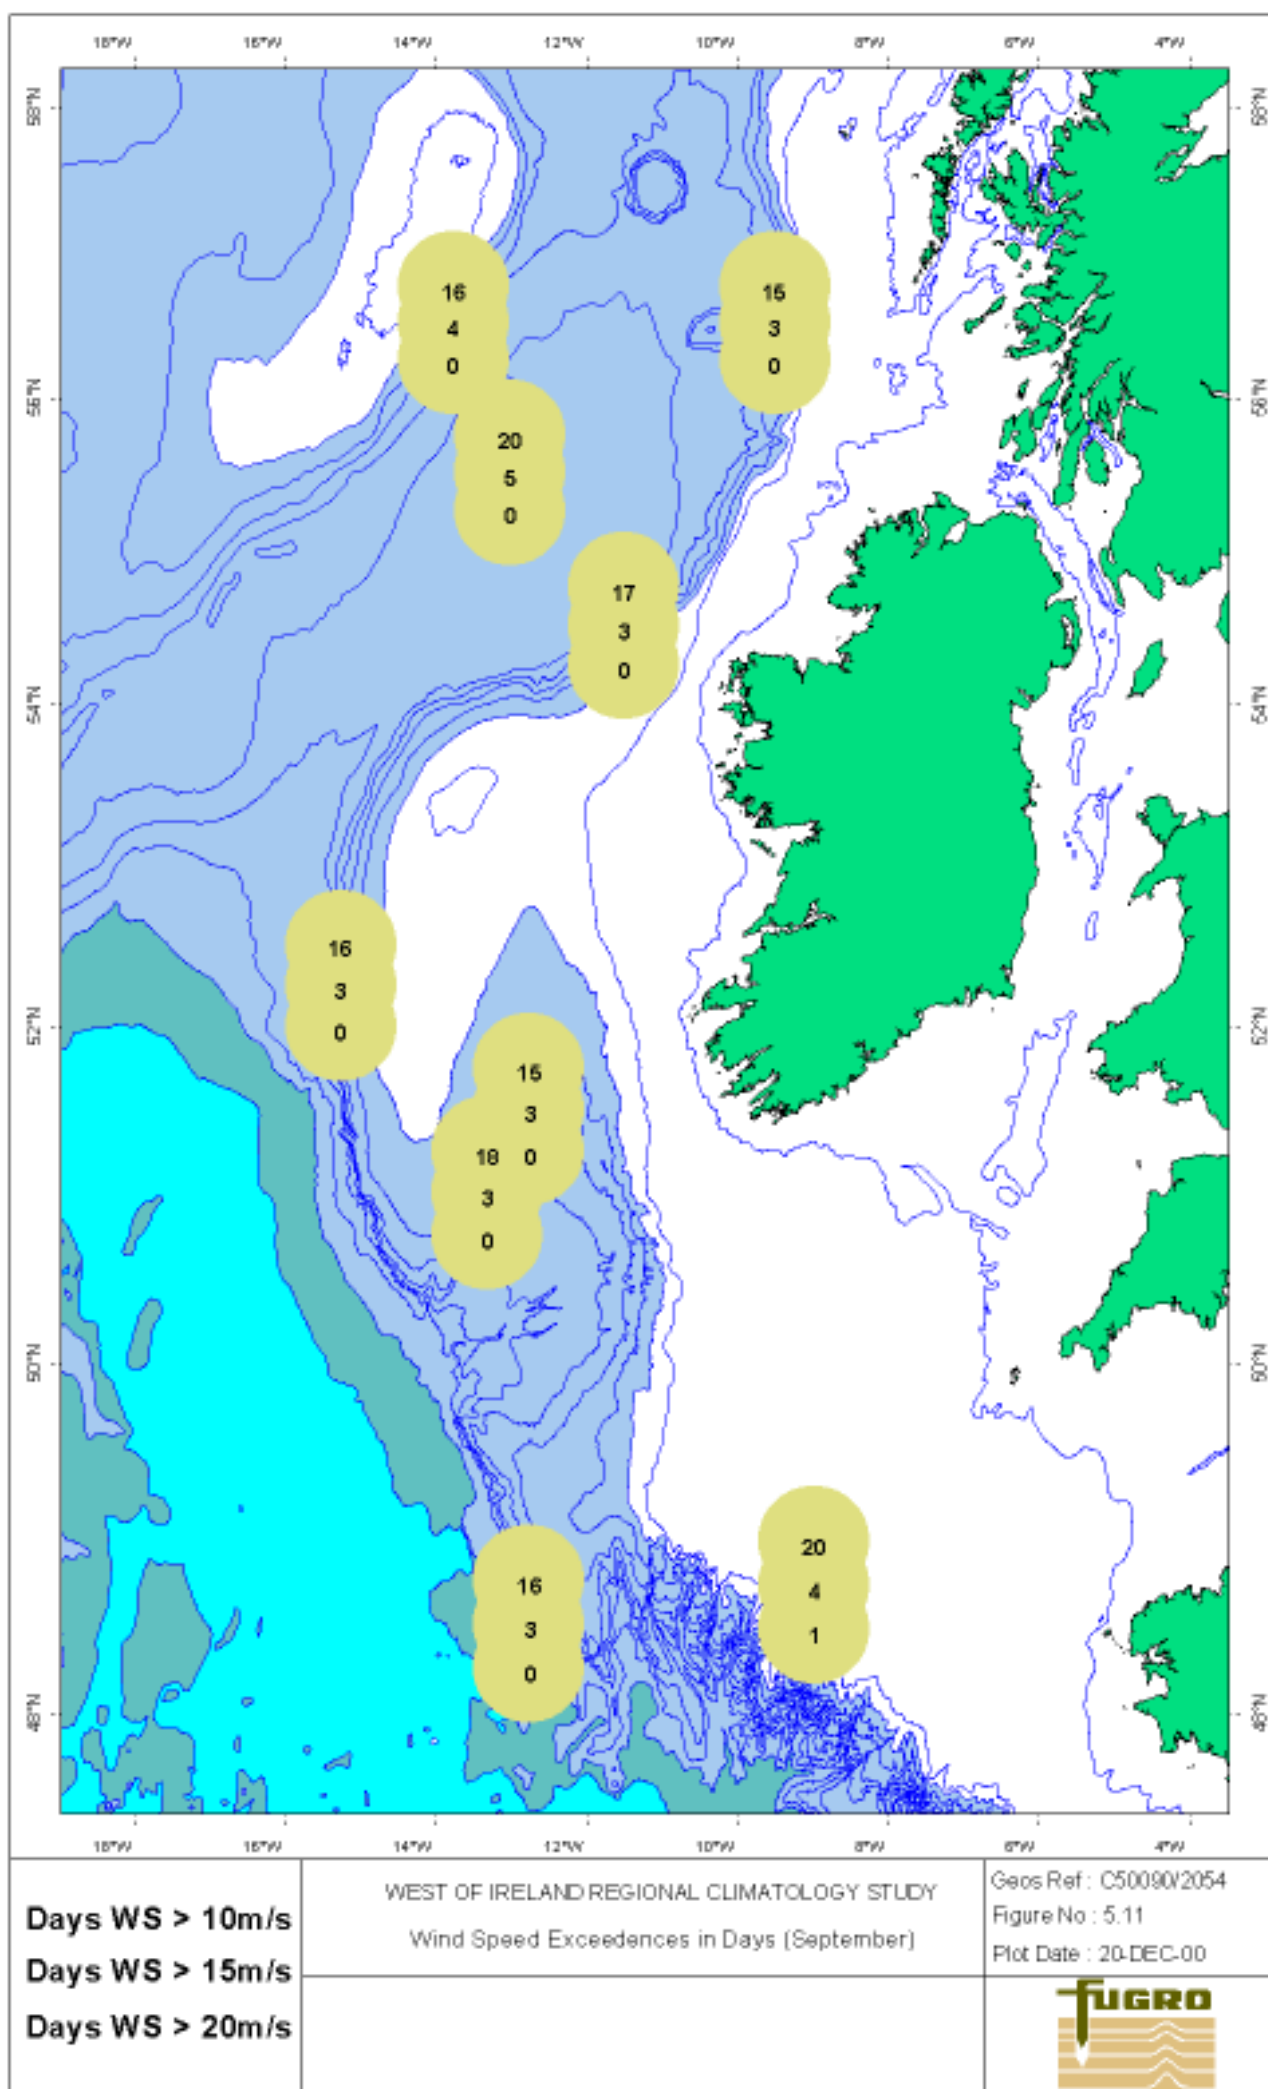 18°W 16°W 14°W 12°W 10°W 8°W 6°W 4°W
58°N 58°N
16 15
4 3
0 0
56°N 56°N
20
5
0
17
3
0
54°N 54°N
16
3
0
52°N 52°N
15
3
18 0
3
0
50°N 50°N
20
16 4
3 1
0
48°N 48°N
18°W 16°W 14°W 12°W 10°W 8°W 6°W 4°W
Days WS > 10m/s
Days WS > 15m/s
Days WS > 20m/s
WEST OF IRELAND REGIONAL CLIMATOLOGY STUDY
Wind Speed Exceedences in Days (September)
Geos Ref : C50090/2054
Figure No : 5.11
Plot Date : 20-DEC-00
fUGRO